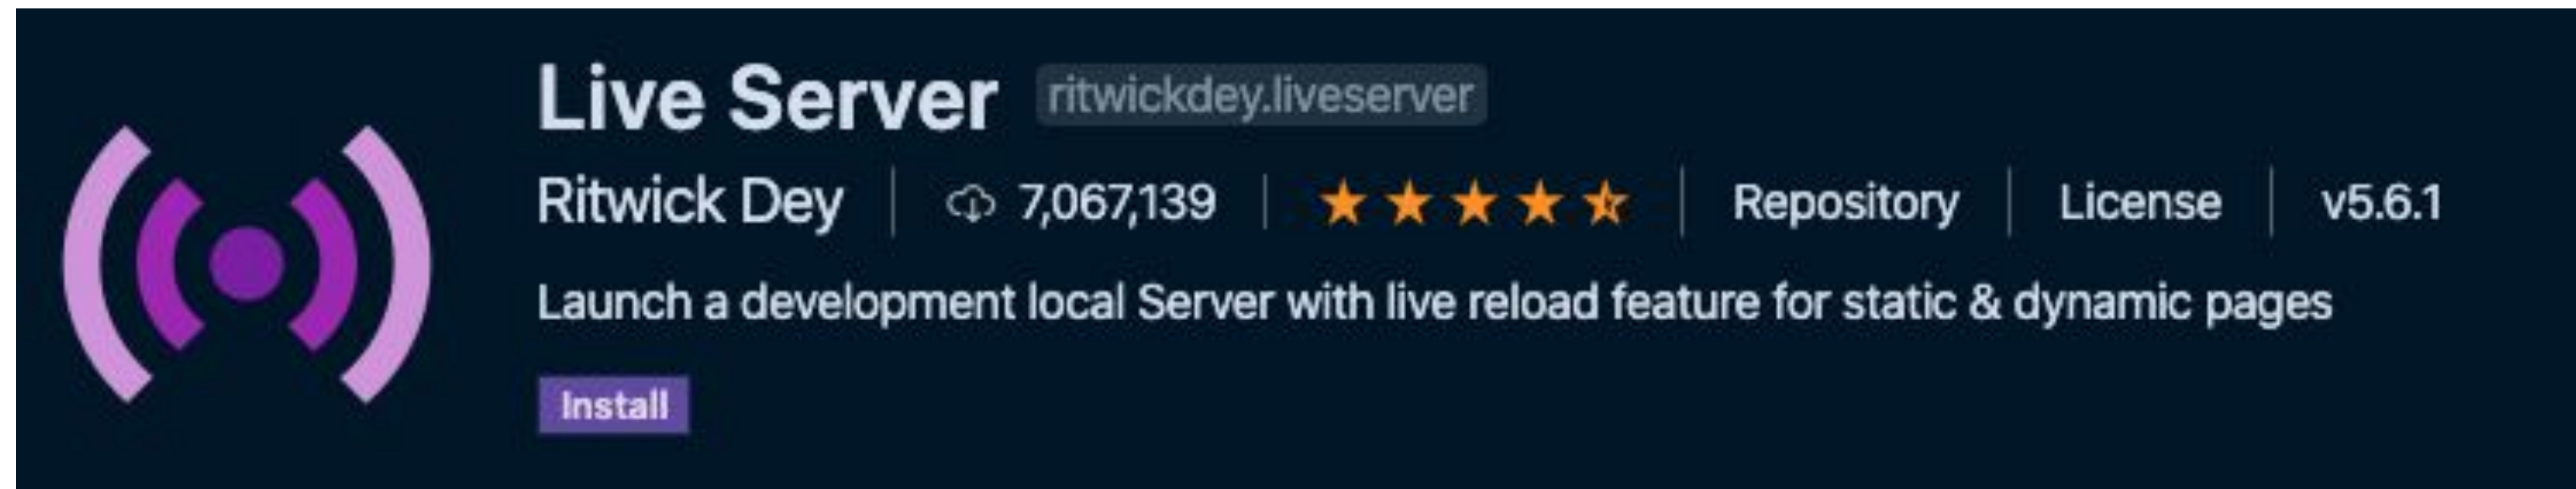 Live Server ritwickdey.liveserver
Ritwick Dey 7,067,139 Repository License v5.6.1
Launch a development local Server with live reload feature for static & dynamic pages
Install